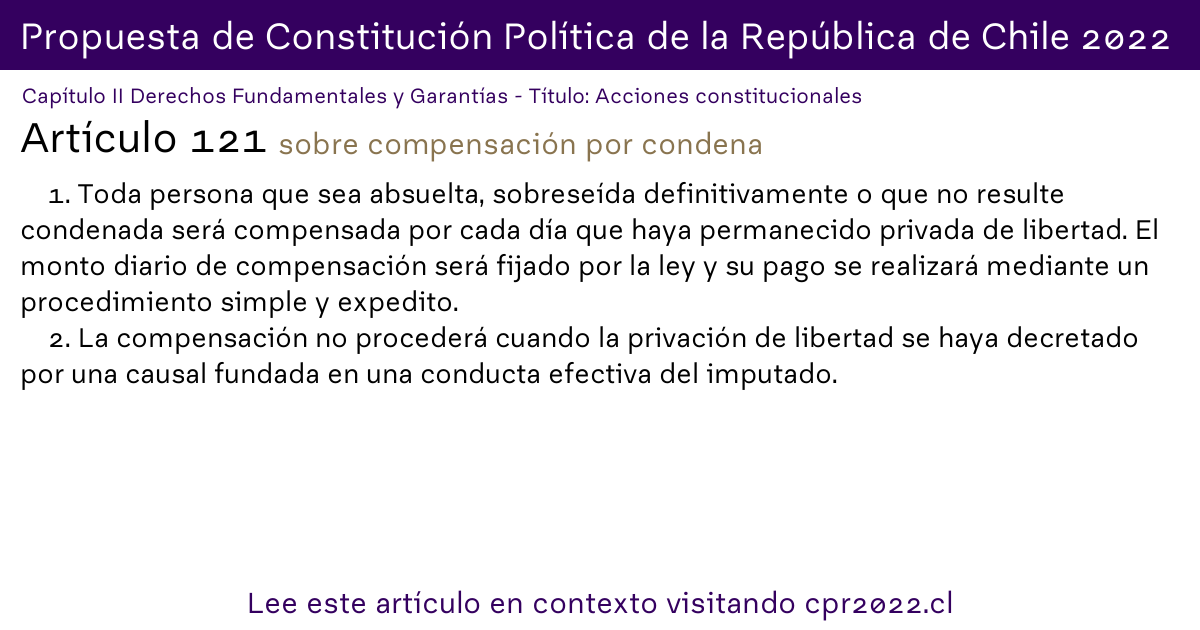 Propuesta de Constitución Política de la República de Chile 2022
Capítulo II Derechos Fundamentales y Garantías - Título: Acciones constitucionales
Artículo 121 sobre compensación por condena
1. Toda persona que sea absuelta, sobreseída definitivamente o que no resulte
condenada será compensada por cada día que haya permanecido privada de libertad. El
monto diario de compensación será fijado por la ley y su pago se realizará mediante un
procedimiento simple y expedito.
2. La compensación no procederá cuando la privación de libertad se haya decretado
por una causal fundada en una conducta efectiva del imputado.
Lee este artículo en contexto visitando cpr2022.cl